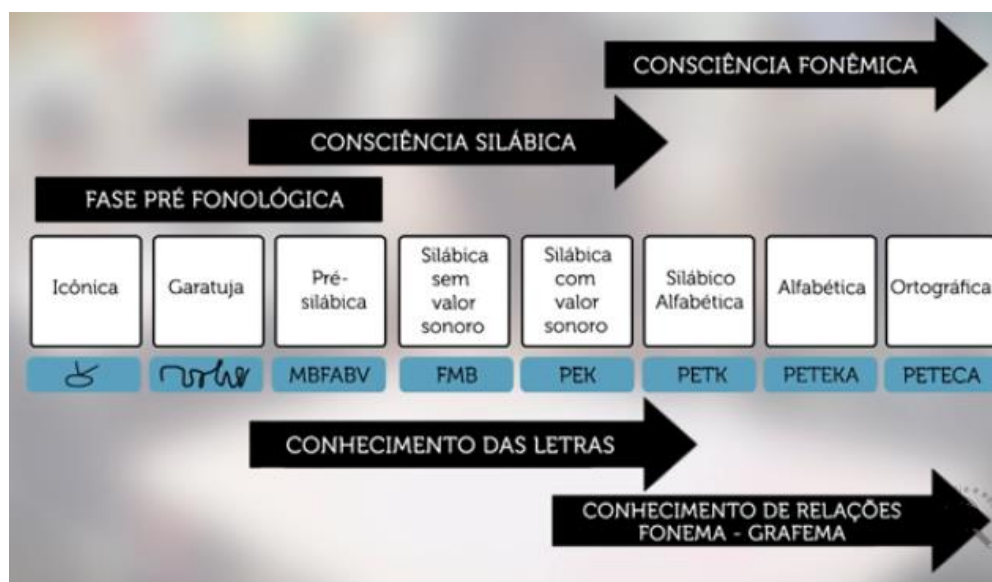 CONSCIÊNCIA FONÊMICA
CONSCIÊNCIA SILÁBICA
FASE PRÉ FONOLÓGICA
Icônica
Garatuja
Pré-
silábica
Silábica
sem
valor
sonoro
Silábica
com
valor
sonoro
Silábico
Alfabética
Alfabética
Ortográfica
MBFABV
FMB
PEK
PETK
PETEKA
PETECA
CONHECIMENTO DAS LETRAS
CONHECIMENTO DE RELAÇÕES
FONEMA - GRAFEMA